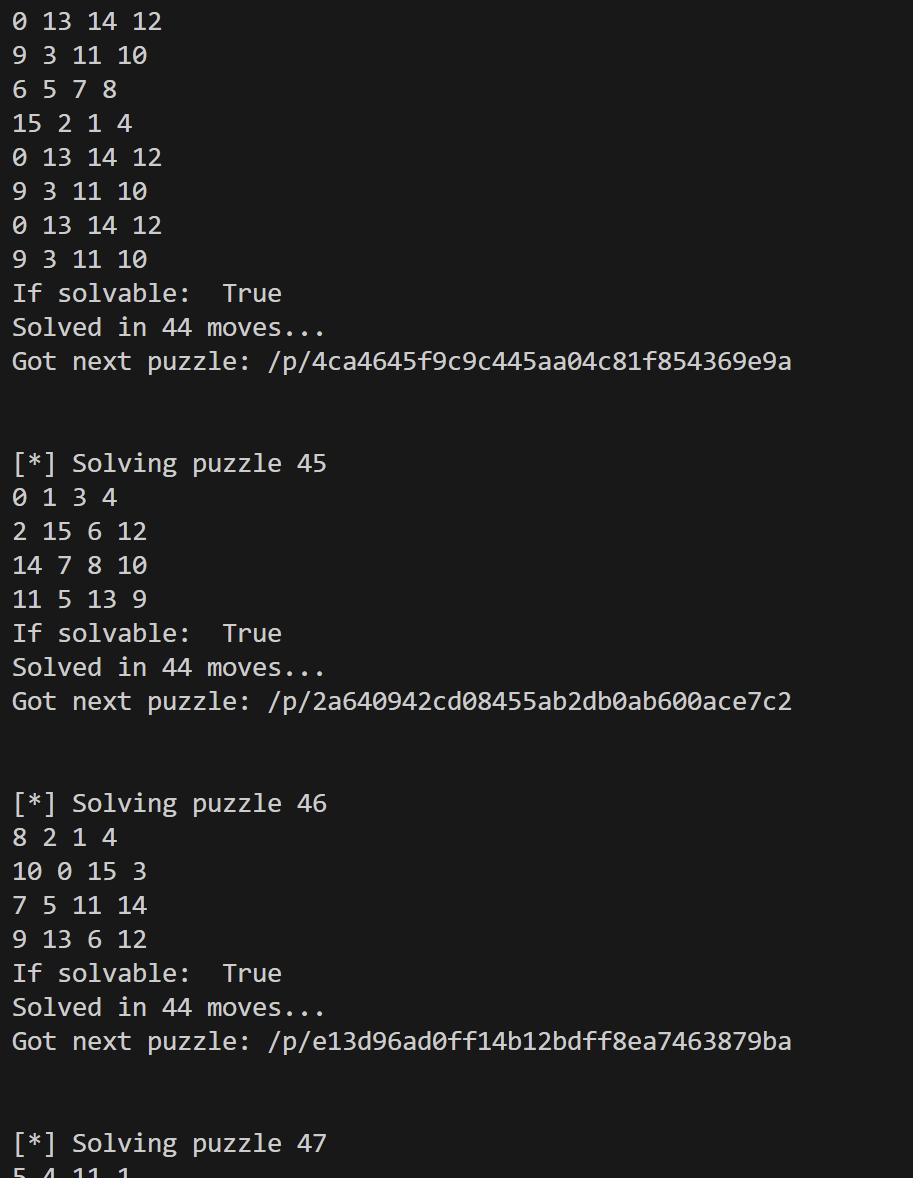 0 13 14 12
9 3 11 10
6 5 7 8
15 2 1 4
0 13 14 12
9 3 11 10
0 13 14 12
9 3 11 10
If solvable:  True
Solved in 44 moves...
Got next puzzle: /p/4ca4645f9c9c445aa04c81f854369e9a
[*] Solving puzzle 45
0 1 3 4
2 15 6 12
14 7 8 10
11 5 13 9
If solvable:  True
Solved in 44 moves...
Got next puzzle: /p/2a640942cd08455ab2db0ab600ace7c2
[*] Solving puzzle 46
8 2 1 4
10 0 15 3
7 5 11 14
9 13 6 12
If solvable:  True
Solved in 44 moves...
Got next puzzle: /p/e13d96ad0ff14b12bdff8ea7463879ba
[*] Solving puzzle 47
5 4 11 1